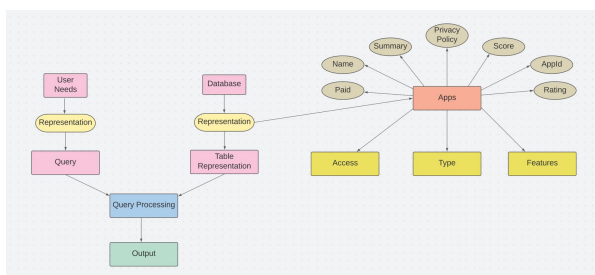 Privacy
Policy
Summary
Score
Name
AppId
User
Needs
Database
Paid
Rating
Apps
Representation
Representation
Query
Table
Representation
Access
Type
Features
Query Processing
Output